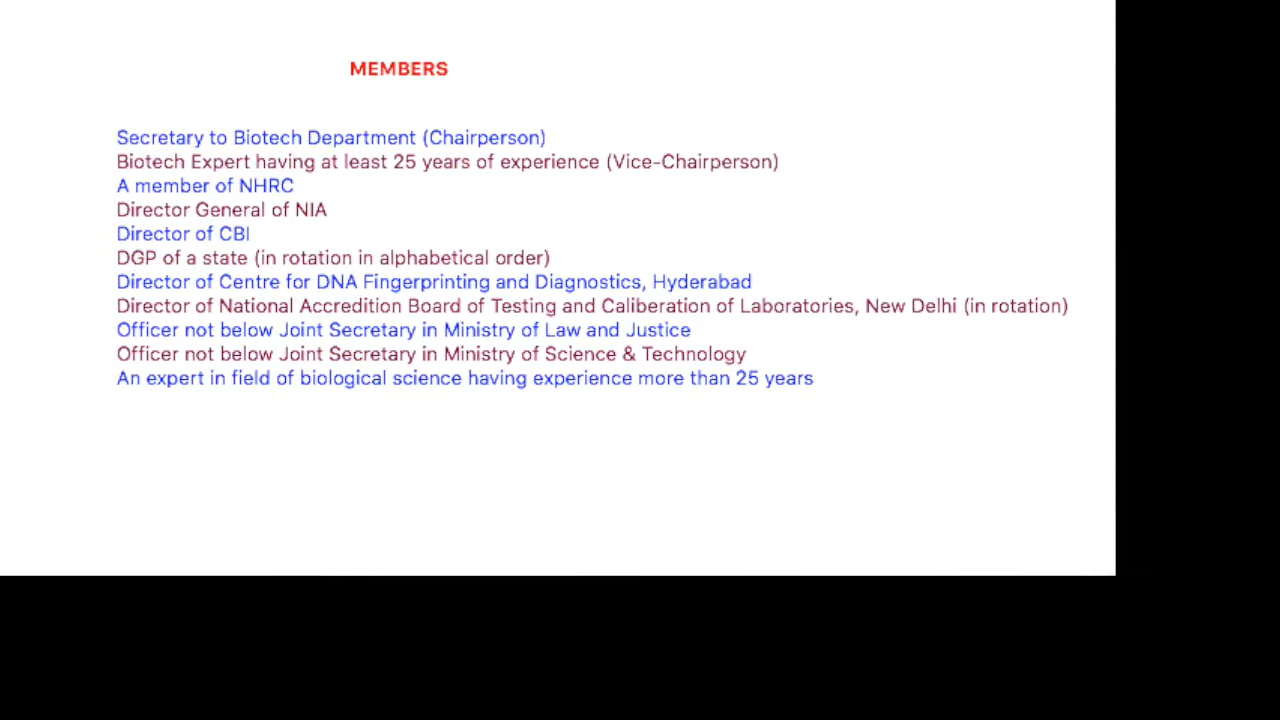 MEMBERS
Secretary to Biotech Department (Chairperson)
Biotech Expert having at least 25 years of experience (Vice-Chairperson)
A member of NHRC
Director General of NIA
Director of CBI
DGP of a state (in rotation in alphabetical order)
Director of Centre for DNA Fingerprinting and Diagnostics, Hyderabad
Director of National Accredition Board of Testing and Caliberation of Laboratories, New Delhi (in rotation)
Officer not below Joint Secretary in Ministry of Law and Justice
Officer not below Joint Secretary in Ministry of Science & Technology
An expert in field of biological science having experience more than 25 years